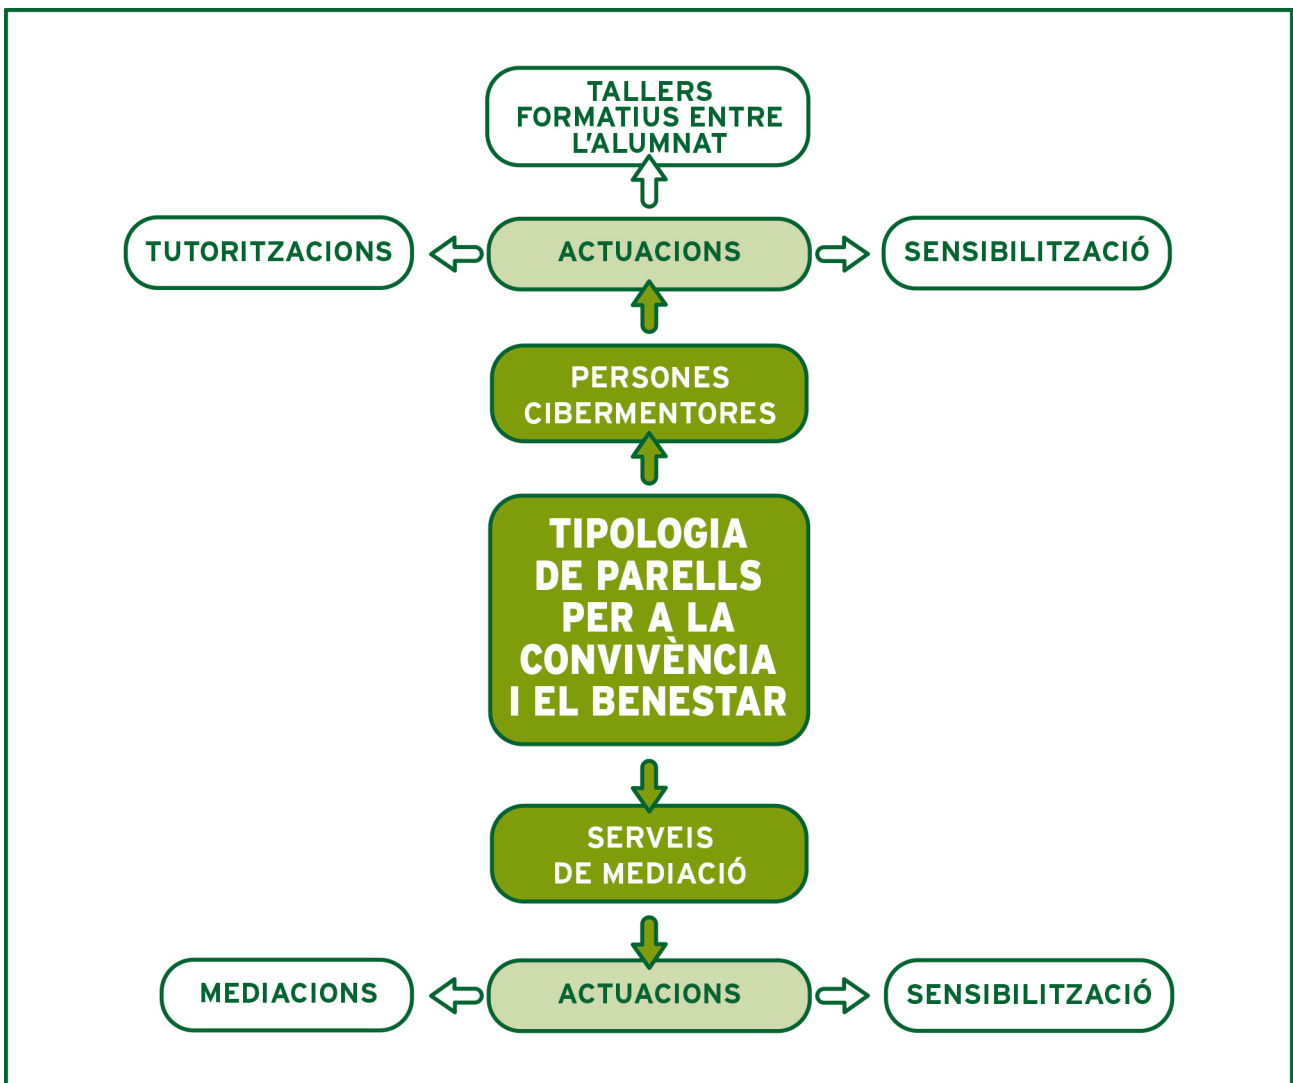 TALLERS
FORMATIUS ENTRE
L'ALUMNAT
TUTORITZACIONS
ACTUACIONS
SENSIBILITZACIÓ
PERSONES
CIBERMENTORES
TIPOLOGIA
DE PARELLS
PER A LA
CONVIVÈNCIA
I EL BENESTAR
SERVEIS
DE MEDIACIÓ
MEDIACIONS
ACTUACIONS
SENSIBILITZACIÓ